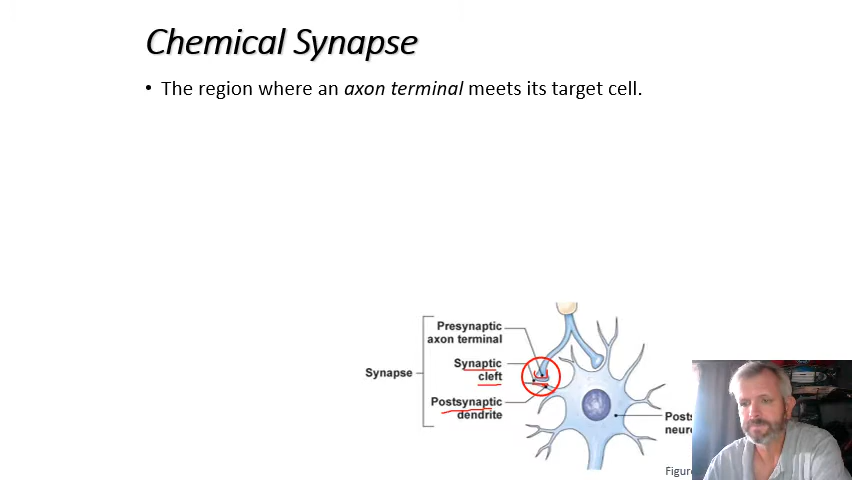 Chemical Synapse
• The region where an axon terminal meets its target cell.
Presynaptic
axon terminal
Synaptic
cleft
Synapse
Postsynaptic
dendrite
Figure